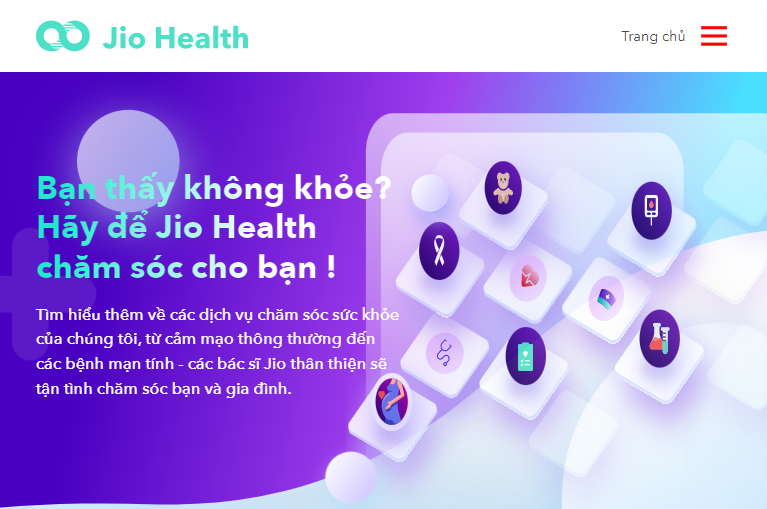 Jio Health
Trang chủ
Bạn thấy không khỏe?
Hãy để Jio Health
chăm sóc cho bạn !
Tìm hiểu thêm về các dịch vụ chăm sóc sức khỏe
của chúng tôi, từ cảm mạo thông thường đến
các bệnh mạn tính - các bác sĩ Jio thân thiện sẽ
tận tình chăm sóc bạn và gia đình.